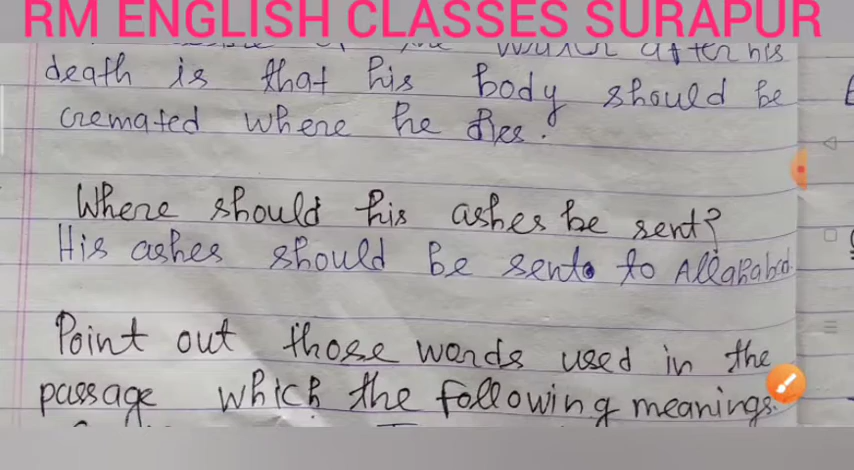 RM ENGLISH CLASSES SURAPUR
the after his
death is that his body should be
cremated where he dies.
Where should his ashes be sent?
His ashes should be sent to Allahabad.
Point out those words used in the
passage which the following meanings.